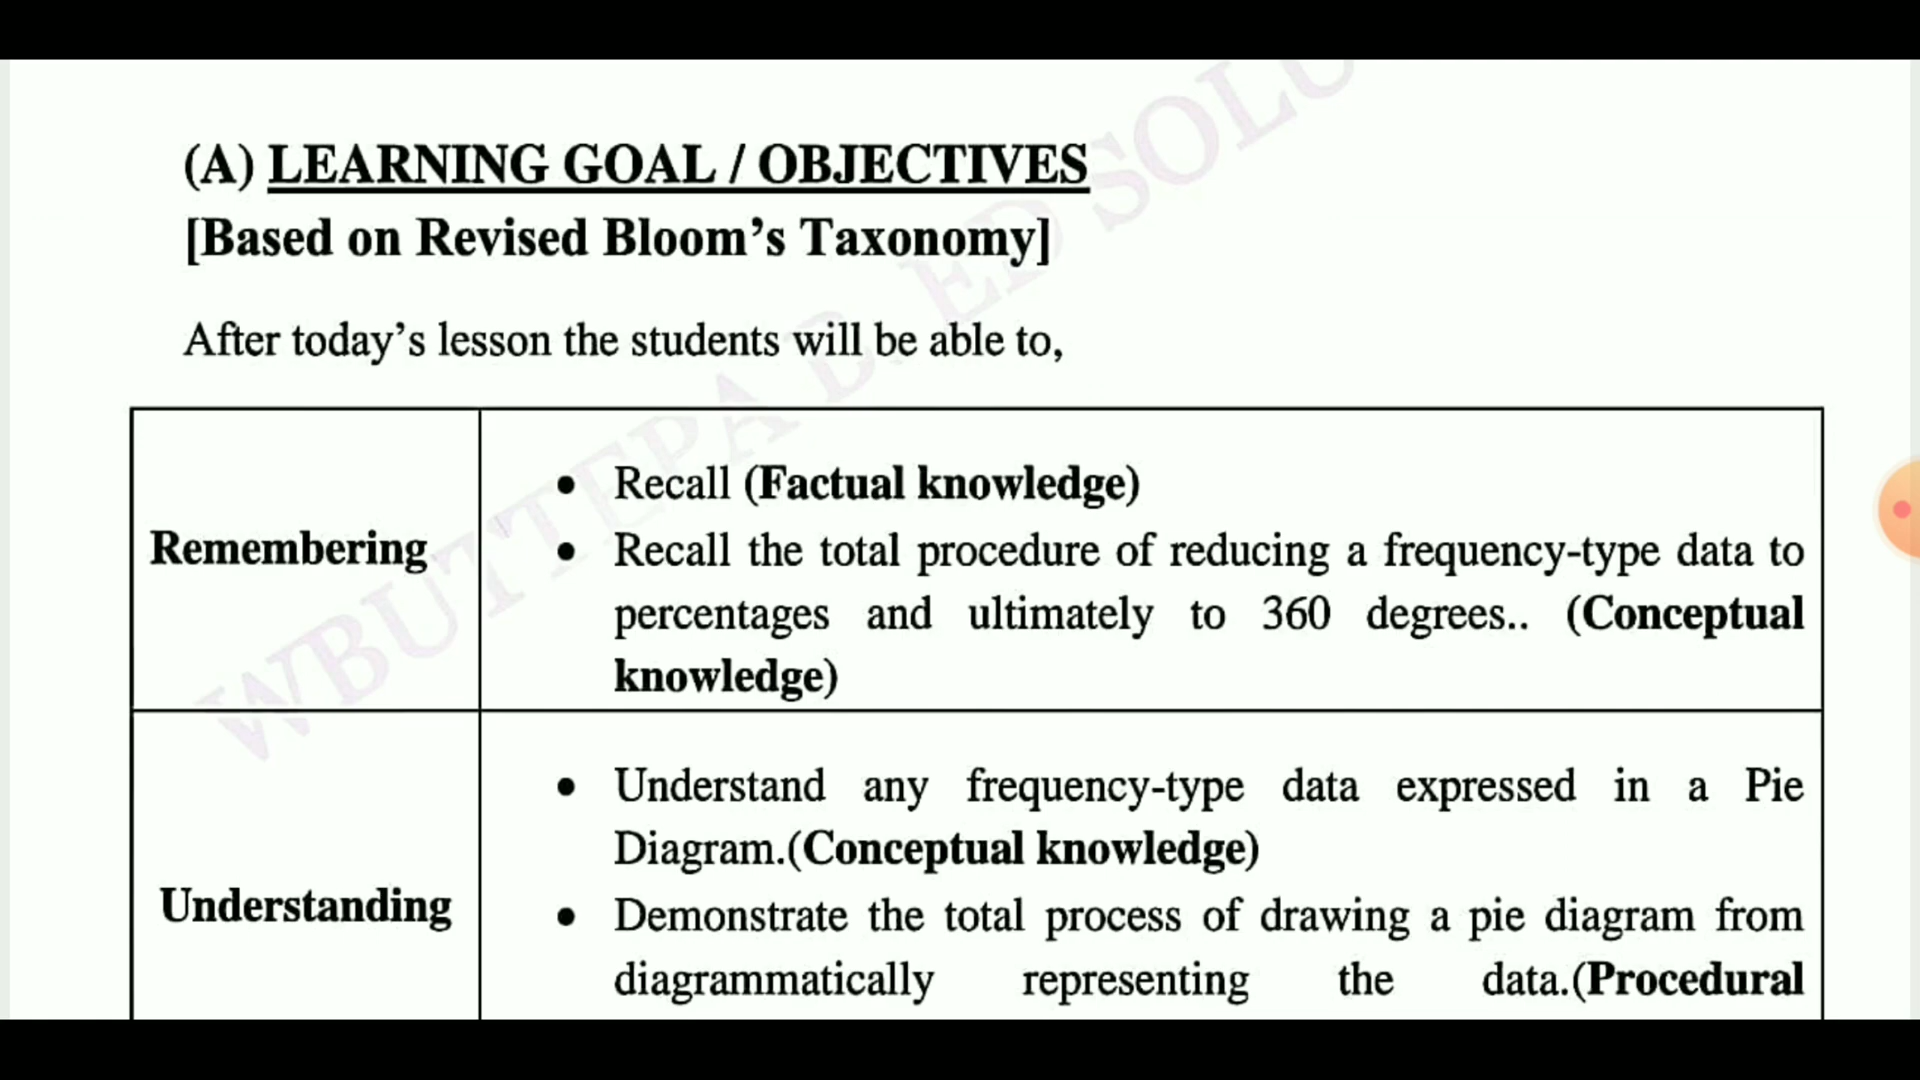 (A) LEARNING GOAL / OBJECTIVES
[Based on Revised Bloom’s Taxonomy]
After today’s lesson the students will be able to,
Remembering
• Recall (Factual knowledge)
• Recall the total procedure of reducing a frequency-type data to
percentages and ultimately to 360 degrees.. (Conceptual
knowledge)
Understanding
• Understand any frequency-type data expressed in a Pie
Diagram.(Conceptual knowledge)
• Demonstrate the total process of drawing a pie diagram from
diagrammatically representing the data.(Procedural
WBUTTEPA B. ED SOLU